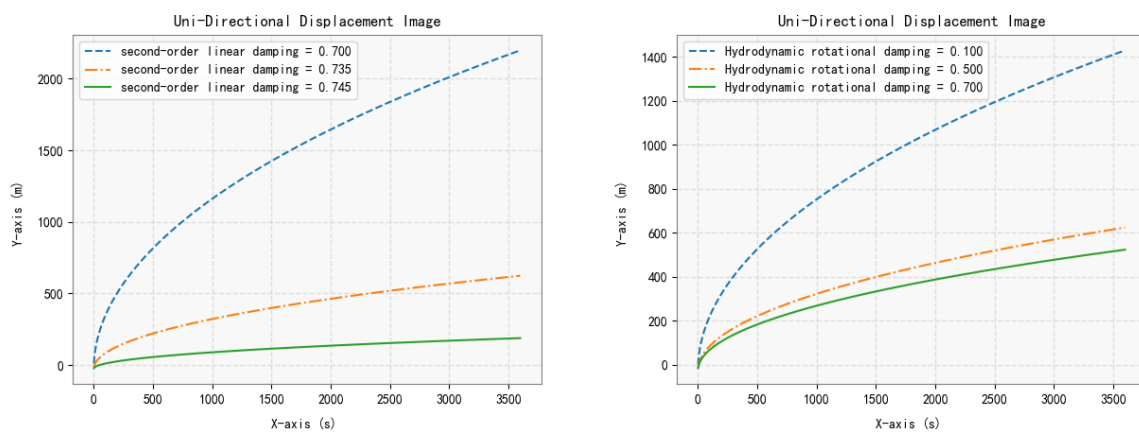 Uni-Directional Displacement Image
second-order linear damping = 0.700
second-order linear damping = 0.735
second-order linear damping = 0.745
2000
1500
1000
500
0
Y-axis (m)
0 500 1000 1500 2000 2500 3000 3500
X-axis (s)
Uni-Directional Displacement Image
Hydrodynamic rotational damping = 0.100
Hydrodynamic rotational damping = 0.500
Hydrodynamic rotational damping = 0.700
1400
1200
1000
800
600
400
200
0
Y-axis (m)
0 500 1000 1500 2000 2500 3000 3500
X-axis (s)